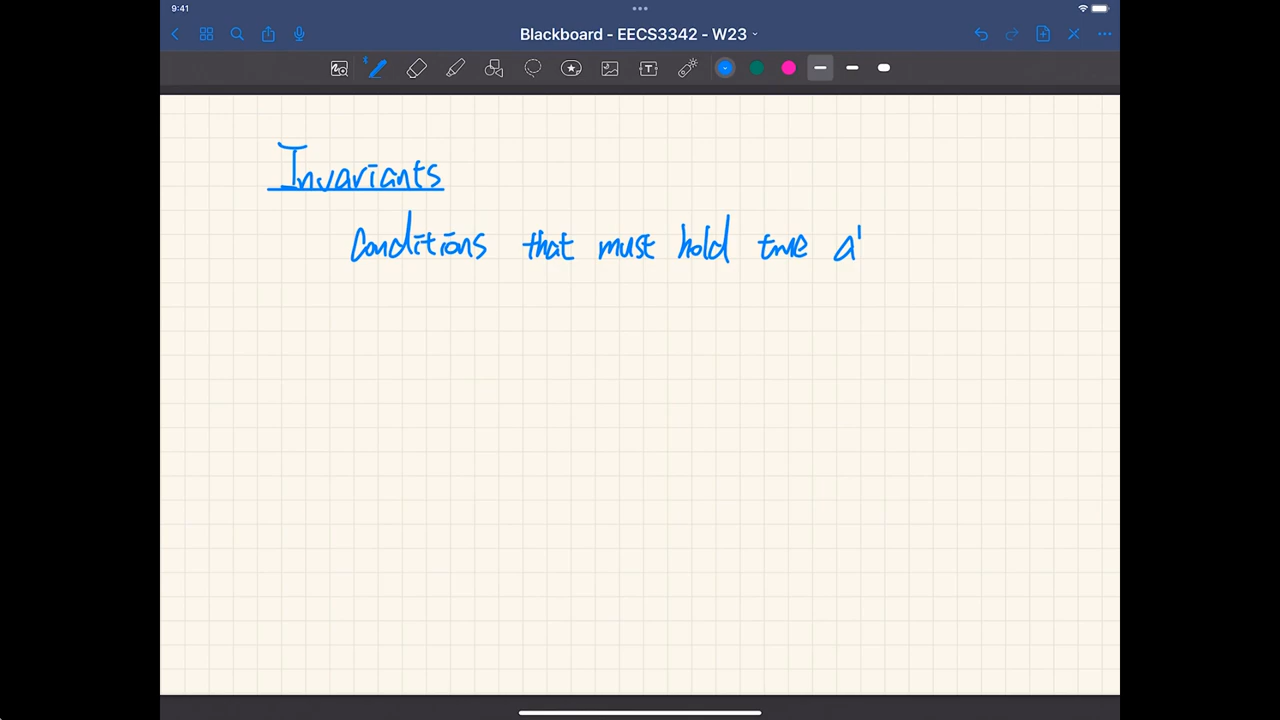 9:41
Blackboard - EECS3342 - W23
Invariants
Conditions that must hold true